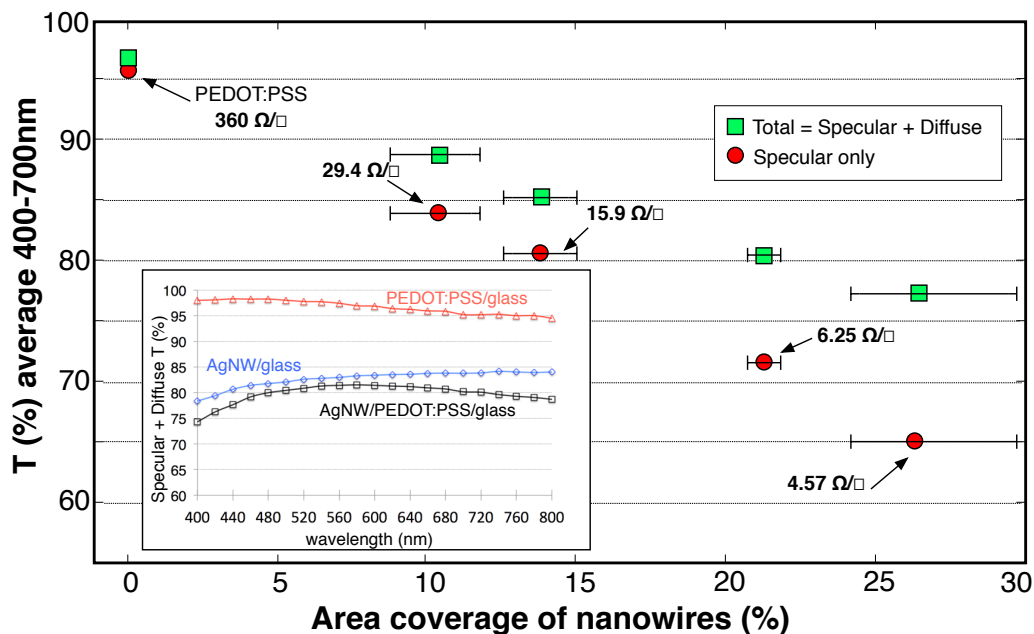 100
90
80
70
60
T (%) average 400-700nm
PEDOT:PSS
360 Ω/□
29.4 Ω/□
15.9 Ω/□
6.25 Ω/□
4.57 Ω/□
Total = Specular + Diffuse
Specular only
100
95
90
85
80
75
70
65
60
Specular + Diffuse T (%)
PEDOT:PSS/glass
AgNW/glass
AgNW/PEDOT:PSS/glass
400 440 480 520 560 600 640 680 720 760 800
wavelength (nm)
0 5 10 15 20 25 30
Area coverage of nanowires (%)